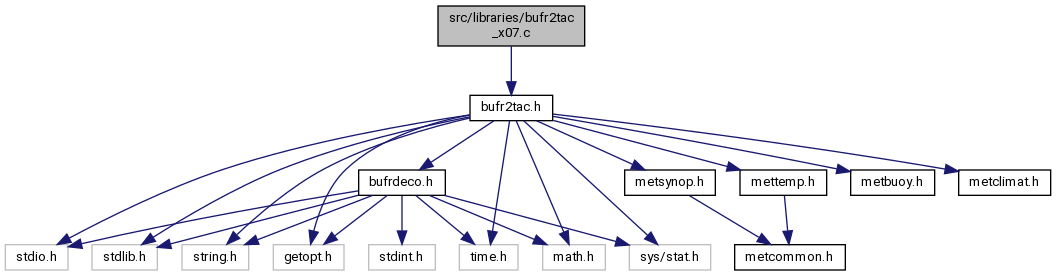 src/libraries/bufr2tac
_x07.c
bufr2tac.h
bufrdeco.h
metsynop.h
mettemp.h
metbuoy.h
metclimat.h
stdio.h
stdlib.h
string.h
getopt.h
stdint.h
time.h
math.h
sys/stat.h
metcommon.h